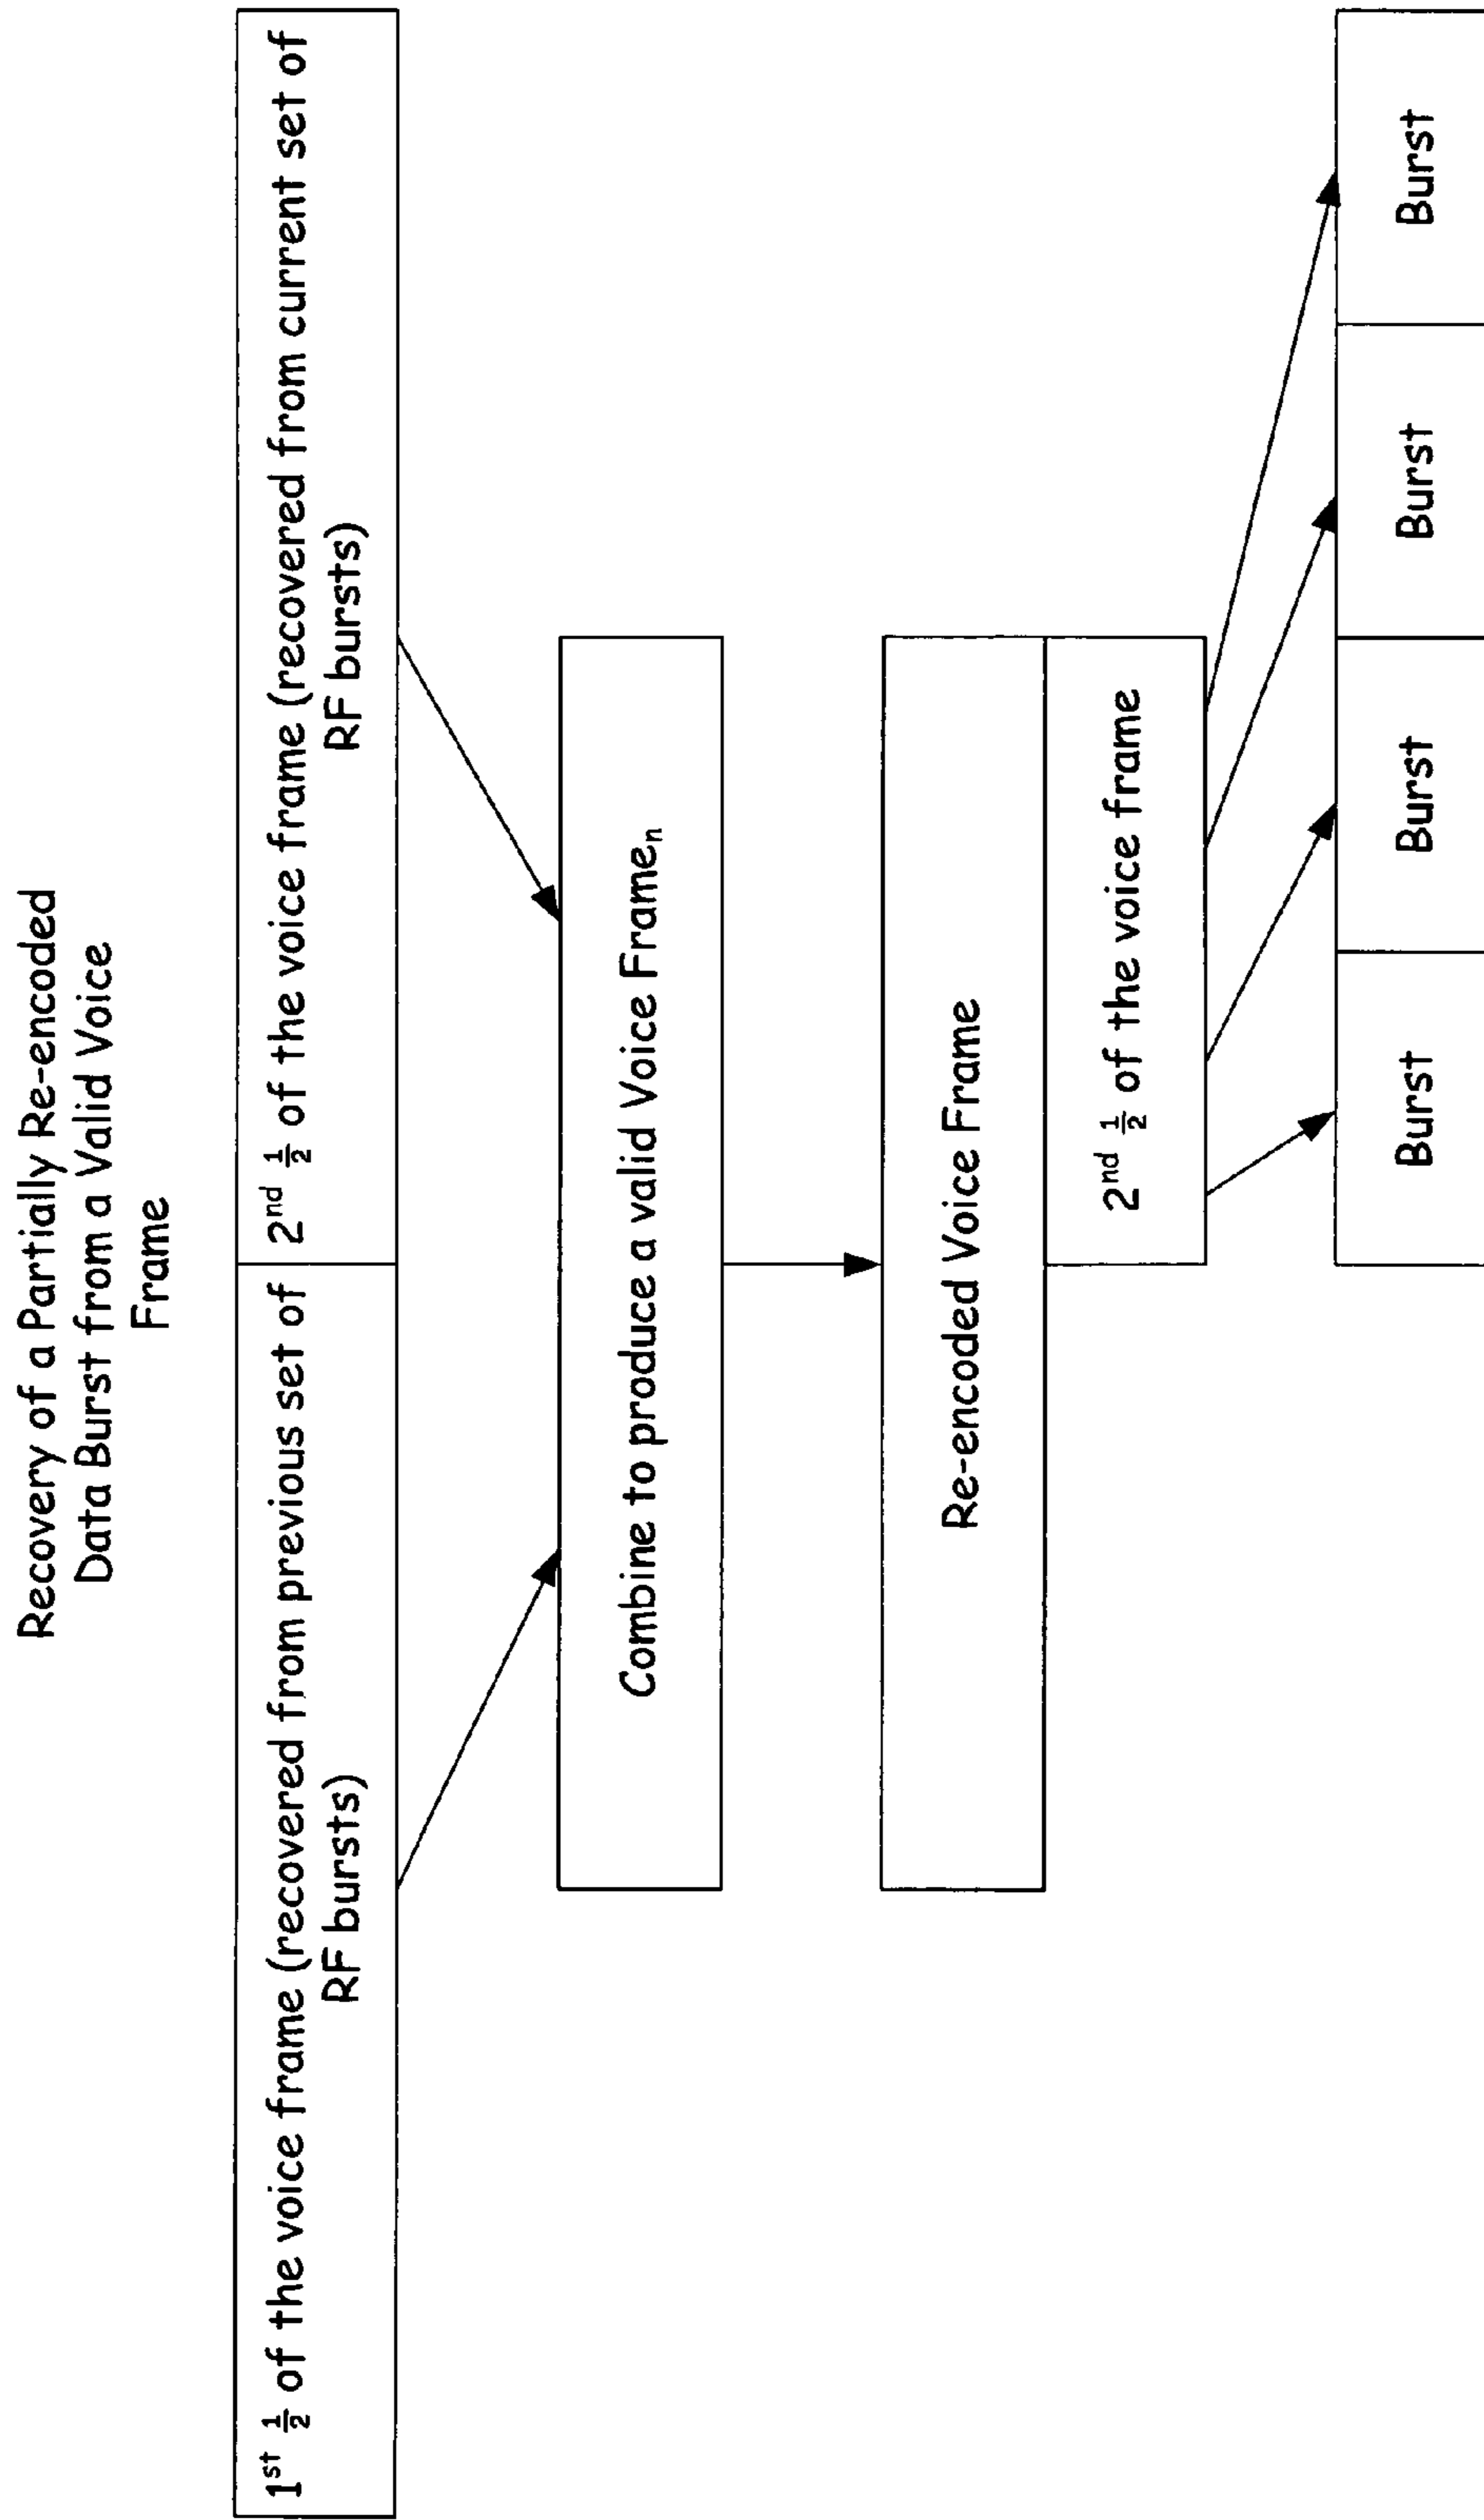 Recovery of a Partially Re-encoded
Data Burst from a Valid Voice
Frame
1st ½ of the voice frame (recovered from previous set of
RF bursts)
2nd ½ of the voice frame (recovered from current set of
RF bursts)
Combine to produce a valid Voice Framen
Re-encoded Voice Frame
2nd ½ of the voice frame
Burst
Burst
Burst
Burst